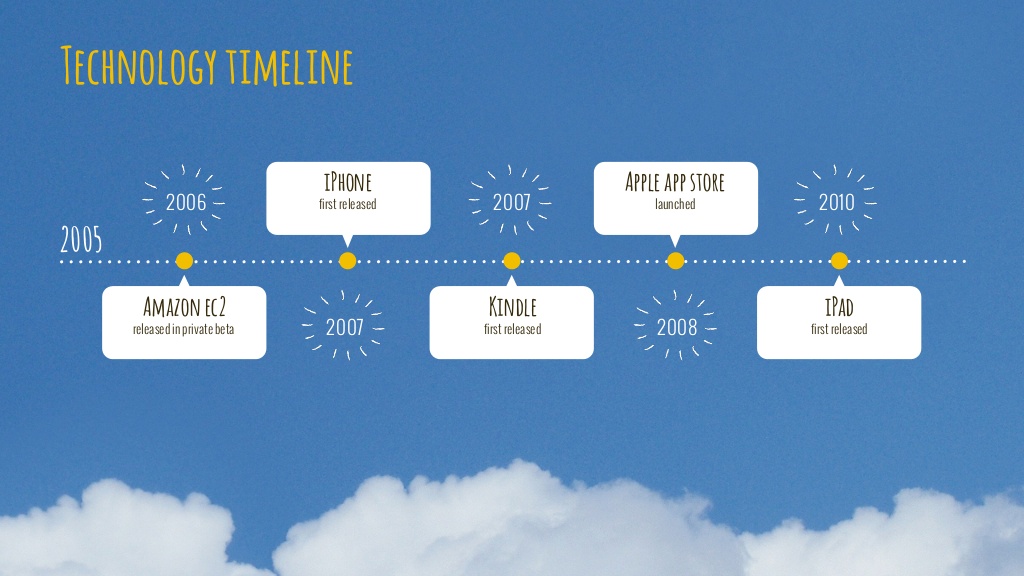 Technology timeline
2005
2006
Amazon ec2
released in private beta
iPhone
first released
2007
2007
Kindle
first released
Apple app store
launched
2008
2010
iPad
first released